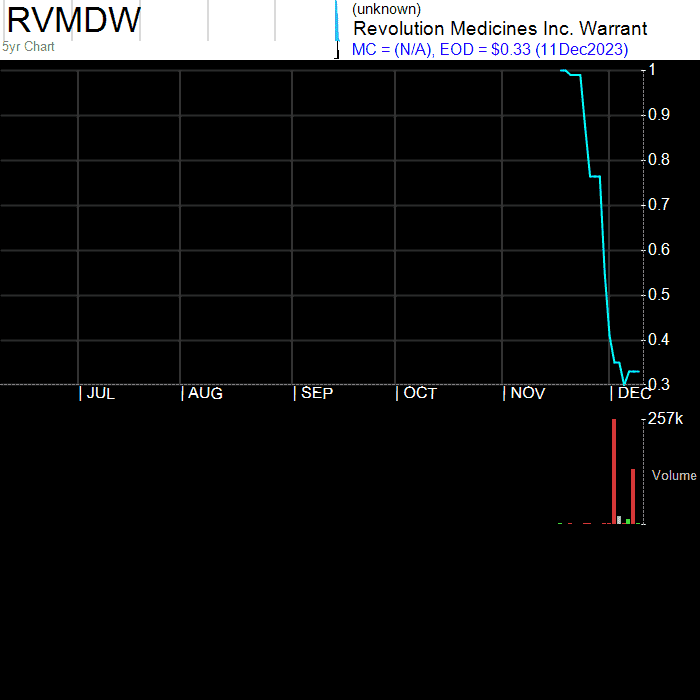 RVMDW
5yr Chart
(unknown)
Revolution Medicines Inc. Warrant
MC = (N/A), EOD = $0.33 (11Dec2023)
1
0.9
0.8
0.7
0.6
0.5
0.4
0.3
| JUL | AUG | SEP | OCT | NOV | DEC
257k
Volume